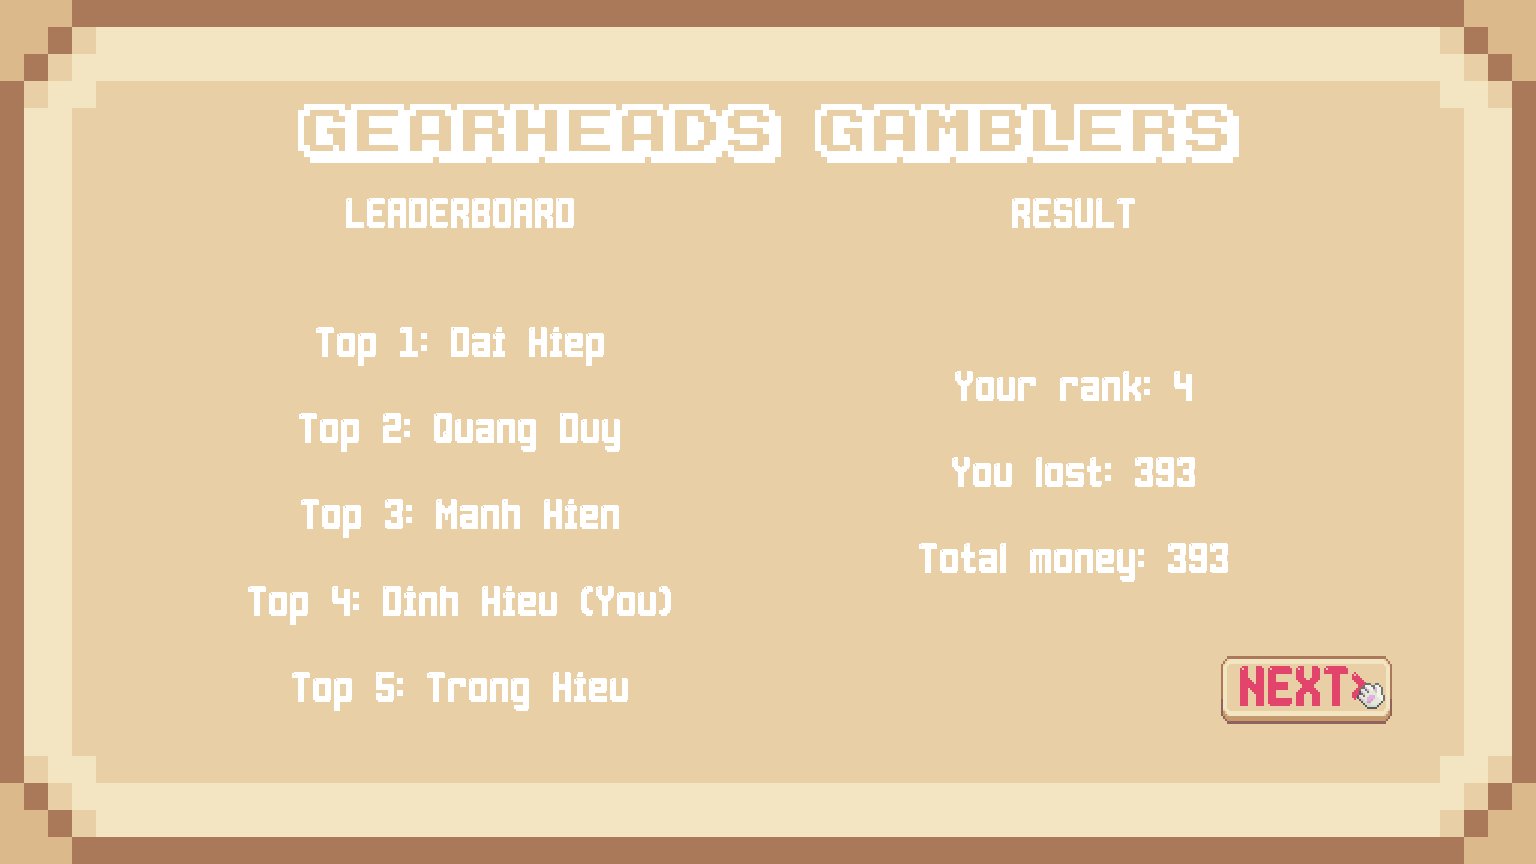 GEARHEADS GAMBLERS
LEADERBOARD
Top 1: Dai Hiep
Top 2: Quang Duy
Top 3: Manh Hien
Top 4: Dinh Hieu (You)
Top 5: Trong Hieu
RESULT
Your rank: 4
You lost: 393
Total money: 393
NEXT>